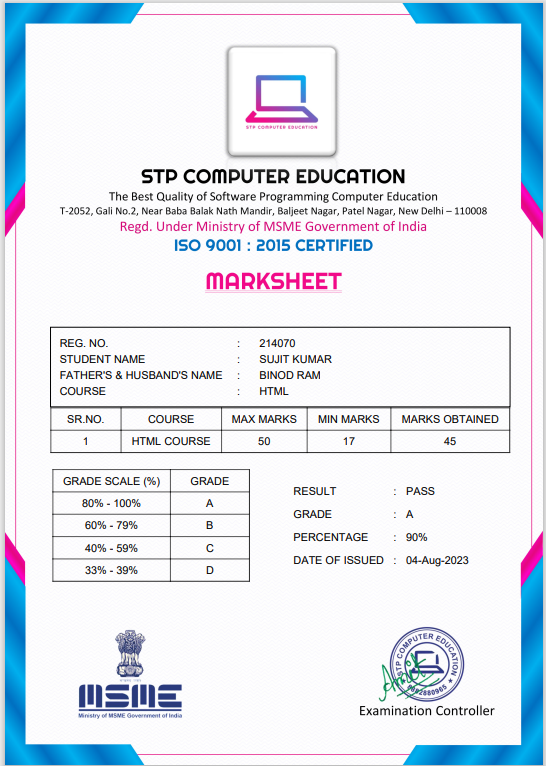 STP COMPUTER EDUCATION
STP COMPUTER EDUCATION
The Best Quality of Software Programming Computer Education
T-2052, Gali No.2, Near Baba Balak Nath Mandir, Baljeet Nagar, Patel Nagar, New Delhi – 110008
Regd. Under Ministry of MSME Government of India
ISO 9001 : 2015 CERTIFIED
MARKSHEET
REG. NO. : 214070
STUDENT NAME : SUJIT KUMAR
FATHER'S & HUSBAND'S NAME : BINOD RAM
COURSE : HTML
SR.NO. COURSE MAX MARKS MIN MARKS MARKS OBTAINED
1 HTML COURSE 50 17 45
GRADE SCALE (%) GRADE
80% - 100% A
60% - 79% B
40% - 59% C
33% - 39% D
RESULT : PASS
GRADE : A
PERCENTAGE : 90%
DATE OF ISSUED : 04-Aug-2023
MSME
Ministry of MSME Government of India
STP COMPUTER EDUCATION
Examination Controller